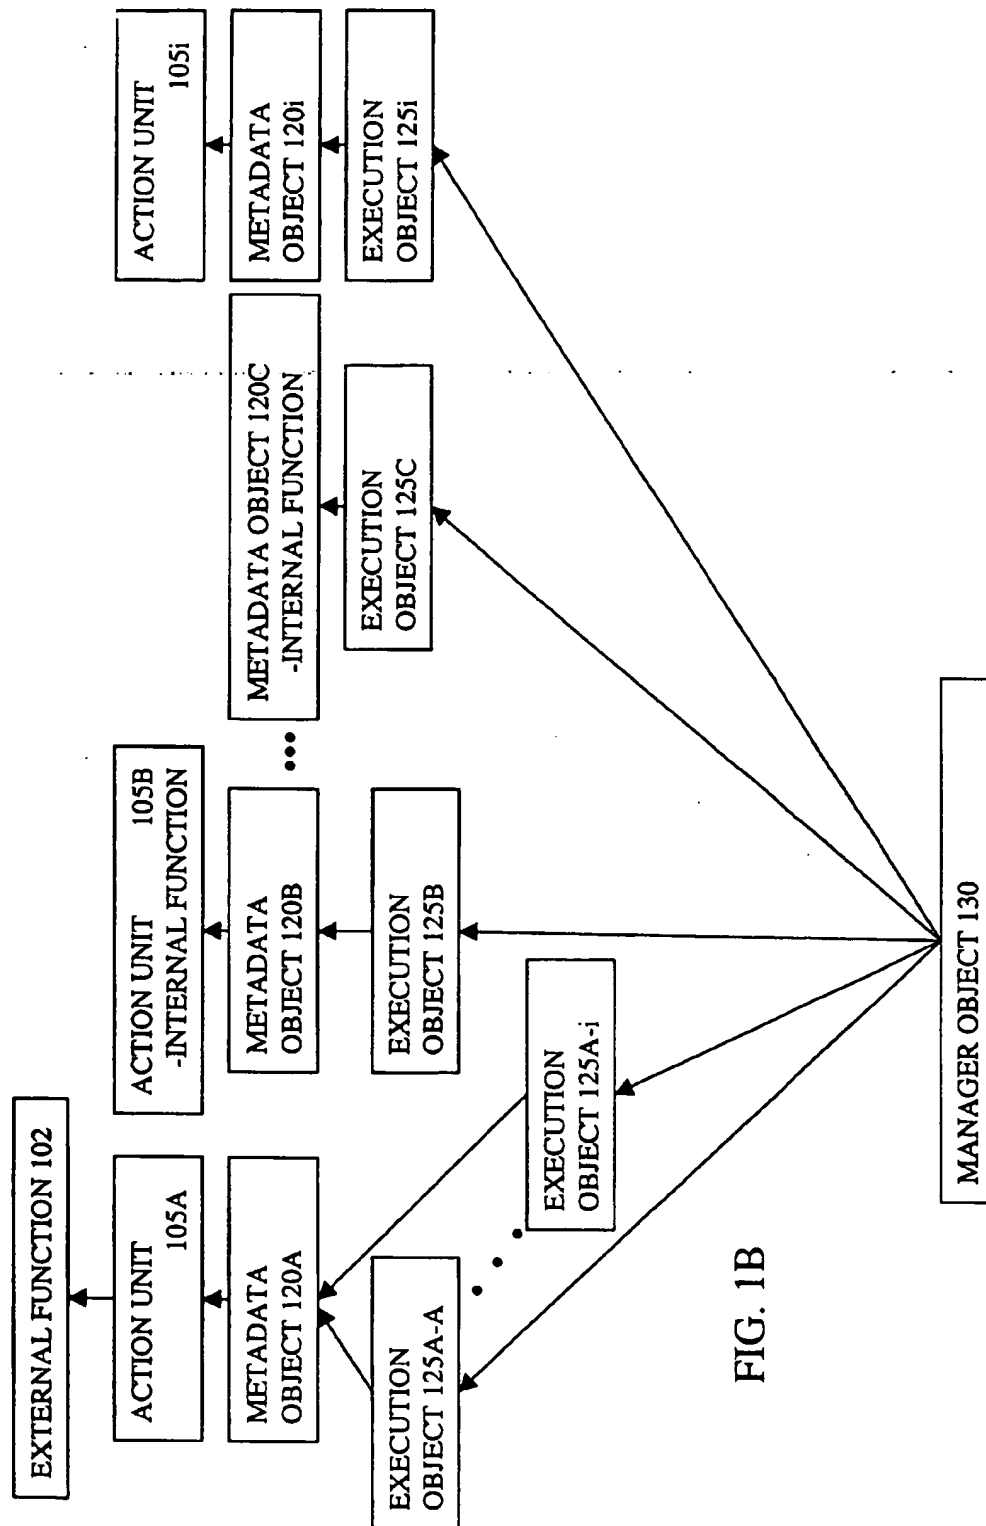 EXTERNAL FUNCTION 102
ACTION UNIT
105A
ACTION UNIT 105B
-INTERNAL FUNCTION
ACTION UNIT
105i
METADATA
OBJECT 120A
METADATA
OBJECT 120B
METADATA OBJECT 120C
-INTERNAL FUNCTION
METADATA
OBJECT 120i
EXECUTION
OBJECT 125A-A
EXECUTION
OBJECT 125A-i
EXECUTION
OBJECT 125B
EXECUTION
OBJECT 125C
EXECUTION
OBJECT 125i
MANAGER OBJECT 130
FIG. 1B